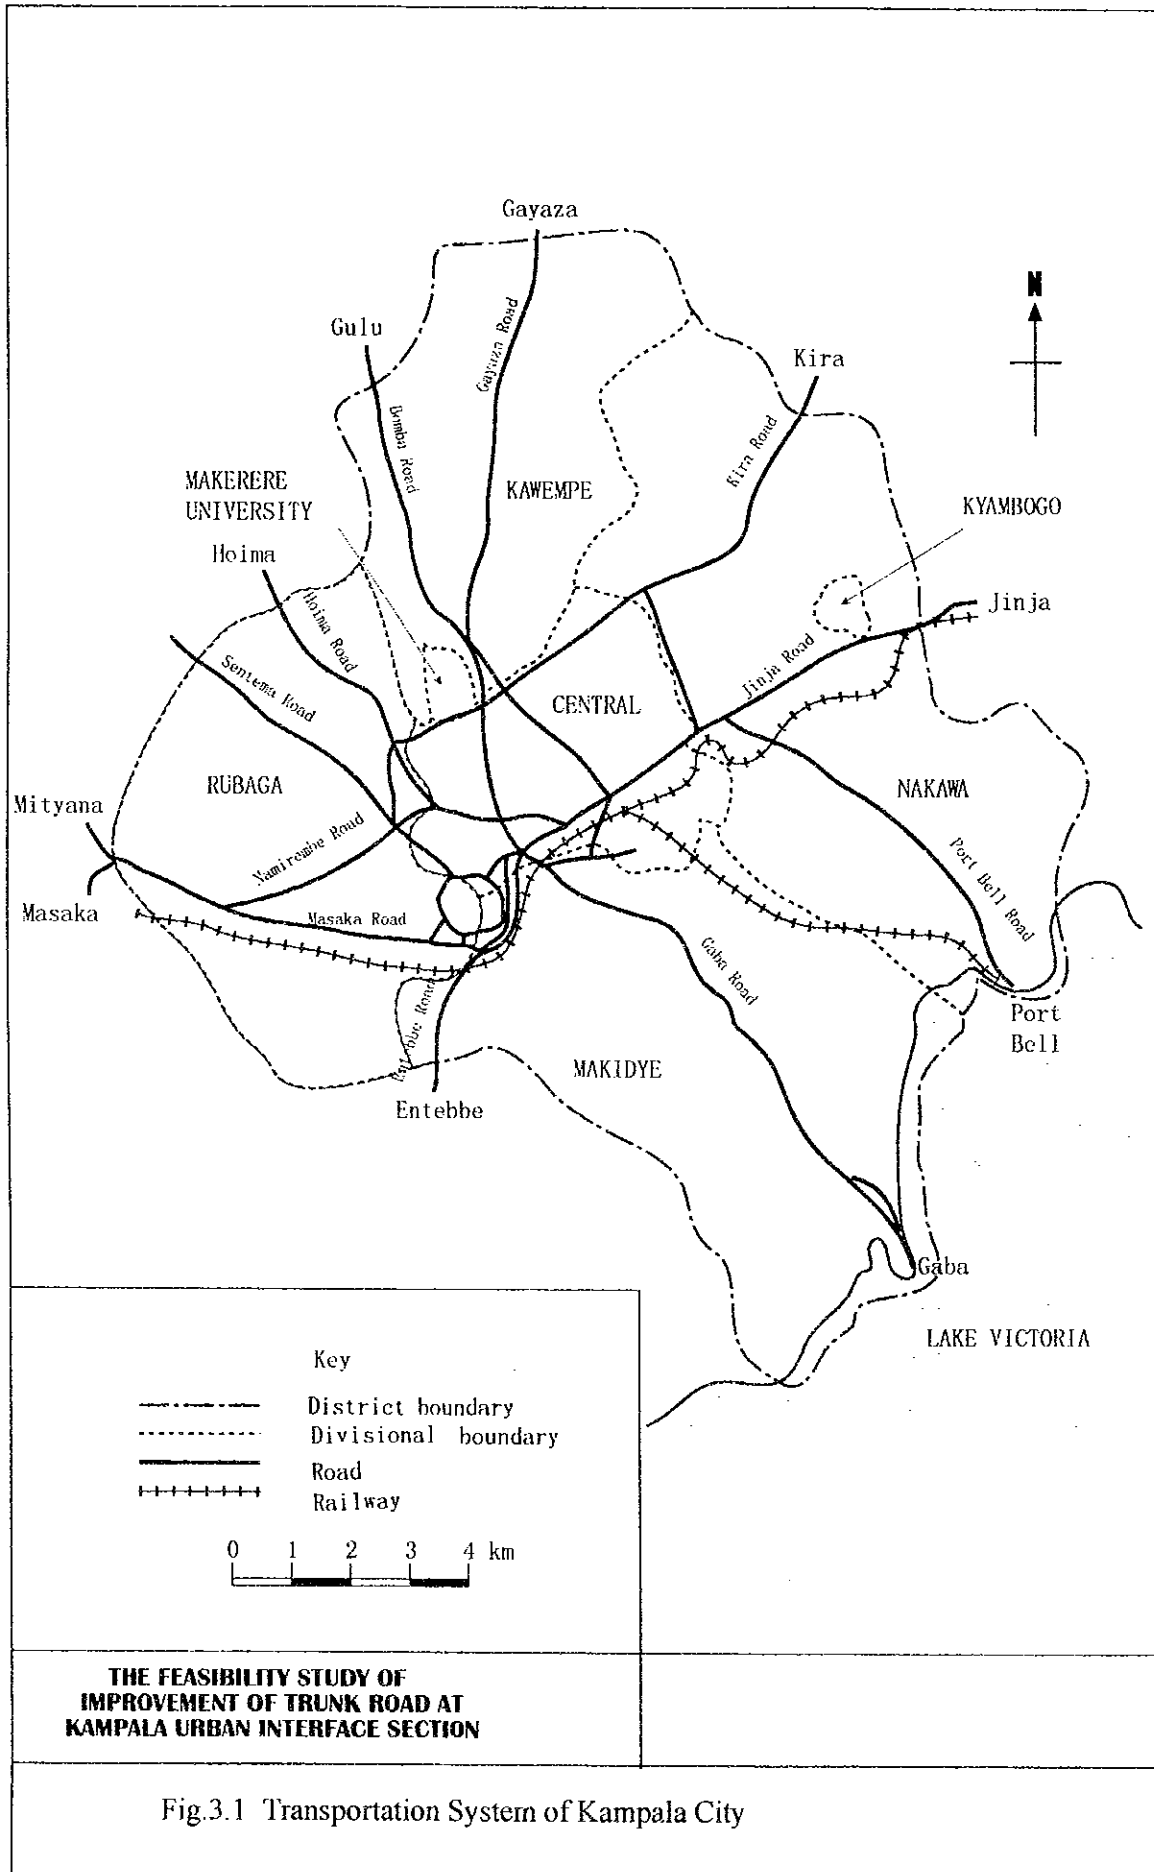 Gayaza
N
Gulu
Kira
Gayaza Road
Bomba Road
Kira Road
MAKERERE
UNIVERSITY
KAWEMPE
KYAMBOGO
Hoima
Jinja
Hoima Road
Sentema Road
Jinja Road
CENTRAL
RUBAGA
NAKAWA
Mityana
Namirembe Road
Port Bell Road
Masaka
Masaka Road
Gaba Road
Road
Port
Bell
MAKIDYE
Entebbe
Gaba
LAKE VICTORIA
Key
District boundary
Divisional boundary
Road
Railway
0 1 2 3 4 km
THE FEASIBILITY STUDY OF
IMPROVEMENT OF TRUNK ROAD AT
KAMPALA URBAN INTERFACE SECTION
Fig.3.1 Transportation System of Kampala City